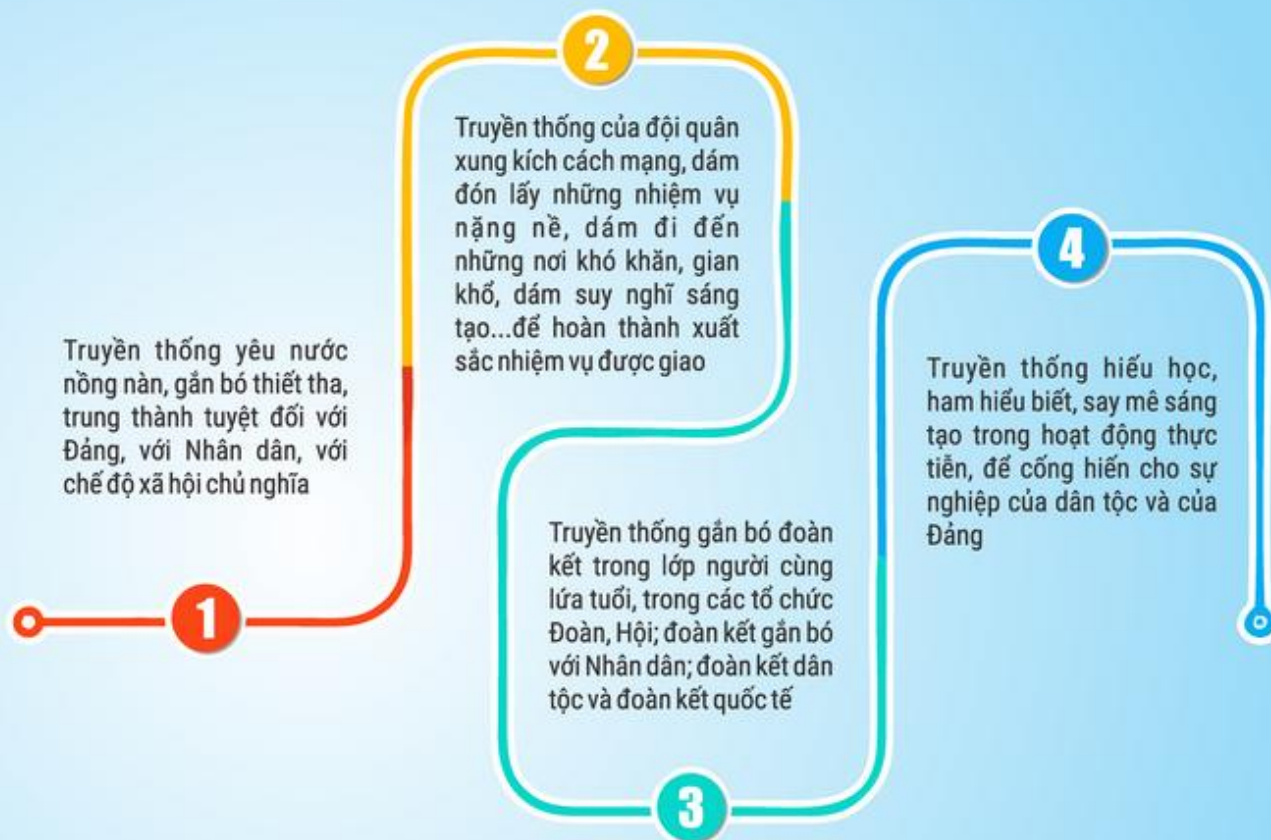 1
Truyền thống yêu nước
nồng nàn, gắn bó thiết tha,
trung thành tuyệt đối với
Đảng, với Nhân dân, với
chế độ xã hội chủ nghĩa
2
Truyền thống của đội quân
xung kích cách mạng, dám
đón lấy những nhiệm vụ
nặng nề, dám đi đến
những nơi khó khăn, gian
khổ, dám suy nghĩ sáng
tạo...để hoàn thành xuất
sắc nhiệm vụ được giao
Truyền thống gắn bó đoàn
kết trong lớp người cùng
lứa tuổi, trong các tổ chức
Đoàn, Hội; đoàn kết gắn bó
với Nhân dân; đoàn kết dân
tộc và đoàn kết quốc tế
3
4
Truyền thống hiếu học,
ham hiểu biết, say mê sáng
tạo trong hoạt động thực
tiễn, để cống hiến cho sự
nghiệp của dân tộc và của
Đảng